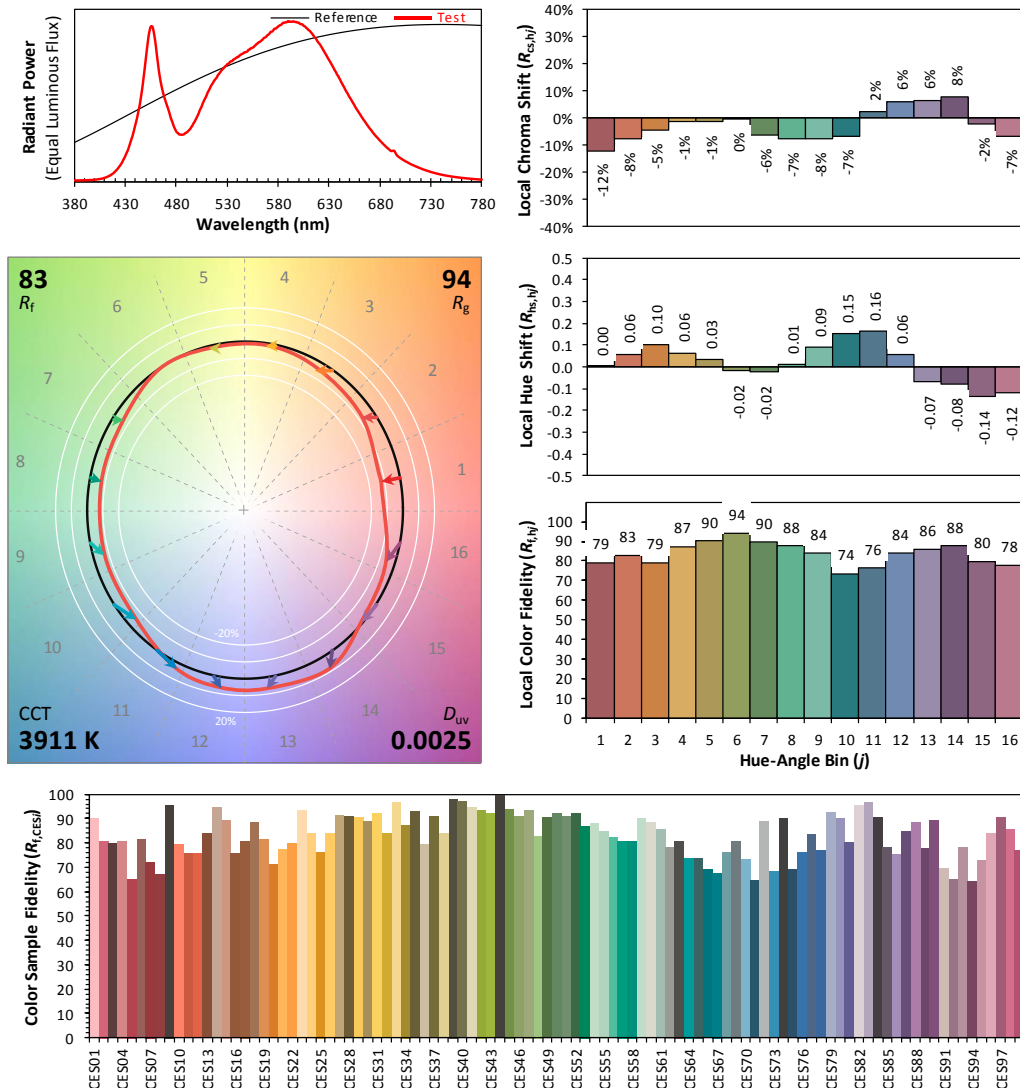 Reference
Test
Radiant Power
(Equal Luminous Flux)
380 430 480 530 580 630 680 730 780
Wavelength (nm)
Local Chroma Shift (Rcs,hj)
40%
30%
20%
10%
0%
-10%
-20%
-30%
-40%
-12% -8% -5% -1% -1% 0% -6% -7% -8% -7% 2% 6% 6% 8% -2% -7%
83
Rf
94
Rg
5 4
6 3
7 2
8 1
9 16
10 15
11 14
12 13
-20%
20%
CCT
3911 K
Duv
0.0025
Local Hue Shift (Rhs,hj)
0.5
0.4
0.3
0.2
0.1
0.0
-0.1
-0.2
-0.3
-0.4
-0.5
0.00 0.06 0.10 0.06 0.03 -0.02 -0.02 0.01 0.09 0.15 0.16 0.06 -0.07 -0.08 -0.14 -0.12
Local Color Fidelity (Rf,hj)
100
90
80
70
60
50
40
30
20
10
0
79 83 79 87 90 94 90 88 84 74 76 84 86 88 80 78
1 2 3 4 5 6 7 8 9 10 11 12 13 14 15 16
Hue-Angle Bin (j)
Color Sample Fidelity (Rf,CESi)
100
90
80
70
60
50
40
30
20
10
0
CES01 CES04 CES07 CES10 CES13 CES16 CES19 CES22 CES25 CES28 CES31 CES34 CES37 CES40 CES43 CES46 CES49 CES52 CES55 CES58 CES61 CES64 CES67 CES70 CES73 CES76 CES79 CES82 CES85 CES88 CES91 CES94 CES97